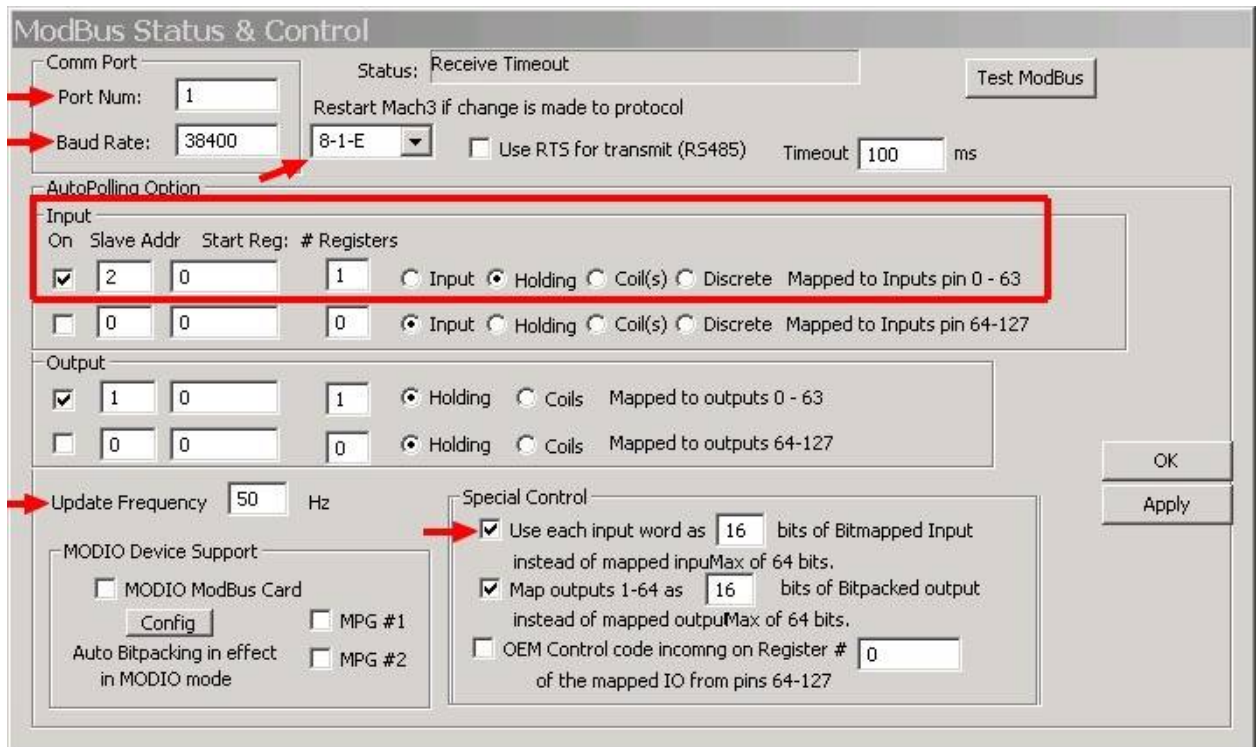 ModBus Status & Control
Comm Port
Status: Receive Timeout
Test ModBus
Port Num: 1
Restart Mach3 if change is made to protocol
Baud Rate: 38400
8-1-E
Use RTS for transmit (RS485)
Timeout 100 ms
AutoPolling Option
Input
On Slave Addr Start Reg: # Registers
2 0 1 Input Holding Coil(s) Discrete Mapped to Inputs pin 0 - 63
0 0 0 Input Holding Coil(s) Discrete Mapped to Inputs pin 64-127
Output
1 0 1 Holding Coils Mapped to outputs 0 - 63
0 0 0 Holding Coils Mapped to outputs 64-127
OK
Apply
Update Frequency 50 Hz
MODIO Device Support
MODIO ModBus Card
Config
MPG #1
Auto Bitpacking in effect
in MODIO mode
MPG #2
Special Control
Use each input word as 16 bits of Bitmapped Input
instead of mapped inpuMax of 64 bits.
Map outputs 1-64 as 16 bits of Bitpacked output
instead of mapped outpuMax of 64 bits.
OEM Control code incomng on Register # 0
of the mapped IO from pins 64-127